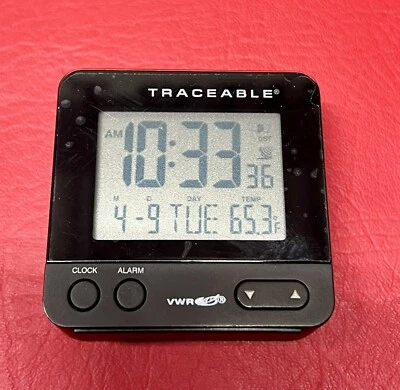 TRACEABLE®
AM 10:33 36
M D DAY TEMP
4-9 TUE 65.3°F
CLOCK ALARM
VWR ®